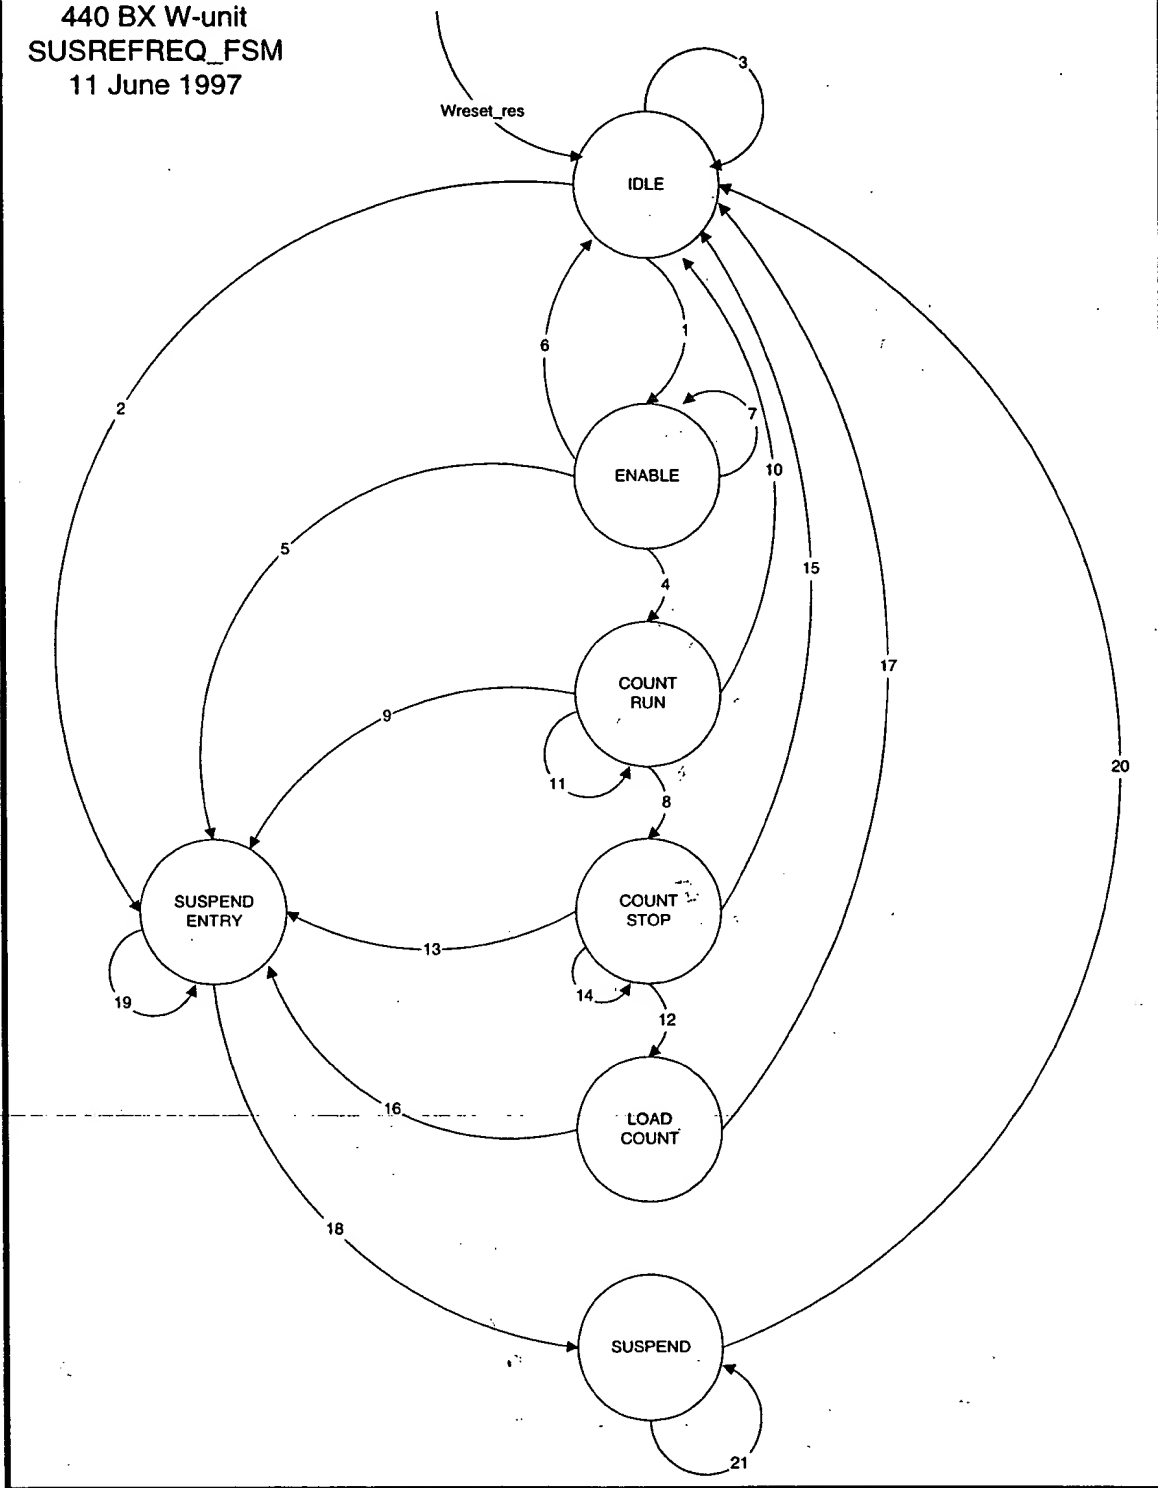 440 BX W-unit
SUSREFREQ_FSM
11 June 1997
3
Wreset_res
IDLE
1
6
2
7
10
ENABLE
5
15
4
17
COUNT
RUN
9
20
11
8
SUSPEND
ENTRY
COUNT
STOP
13
14
19
12
16
LOAD
COUNT
18
SUSPEND
21